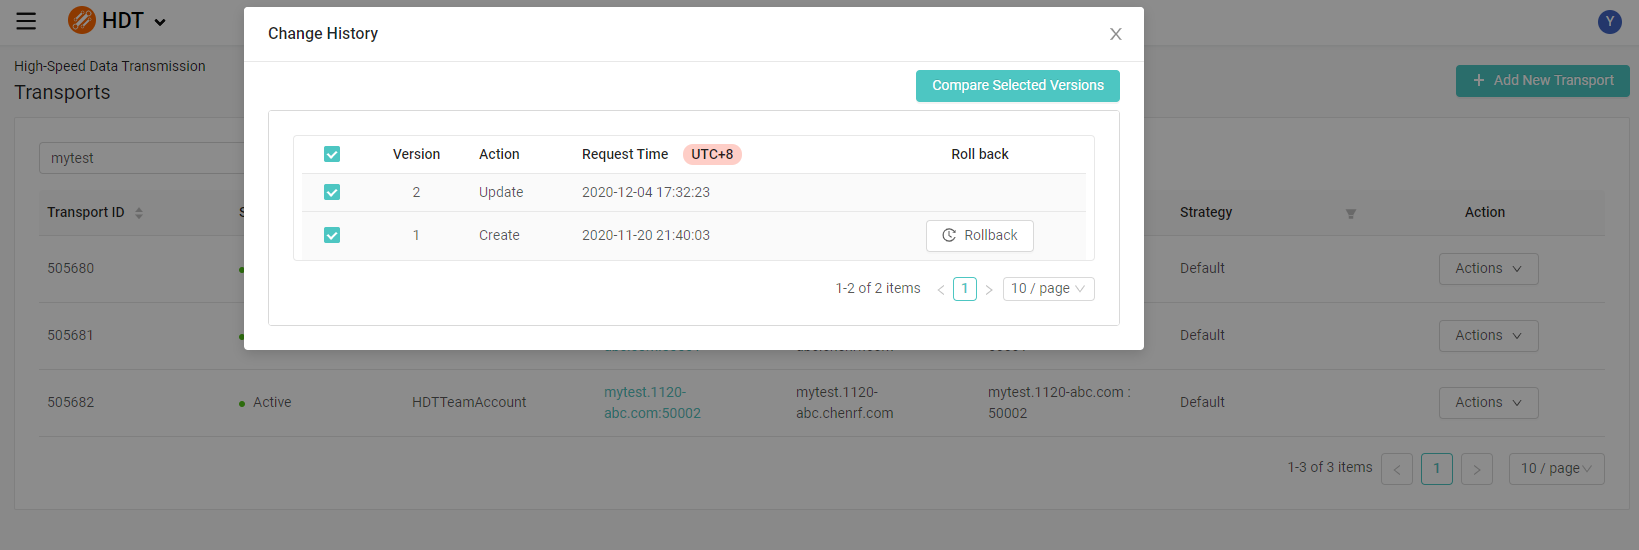 HDT
Y
High-Speed Data Transmission
Transports
Add New Transport
Change History
Compare Selected Versions
Version Action Request Time UTC+8 Roll back
2 Update 2020-12-04 17:32:23
1 Create 2020-11-20 21:40:03 Rollback
1-2 of 2 items < 1 > 10 / page
mytest
Transport ID Strategy Action
505680 Default Actions
505681 Default Actions
505682 Active HDTTeamAccount mytest.1120- mytest.1120- mytest.1120-abc.com : Default Actions
abc.com:50002 abc.chenrf.com 50002
1-3 of 3 items < 1 > 10 / page